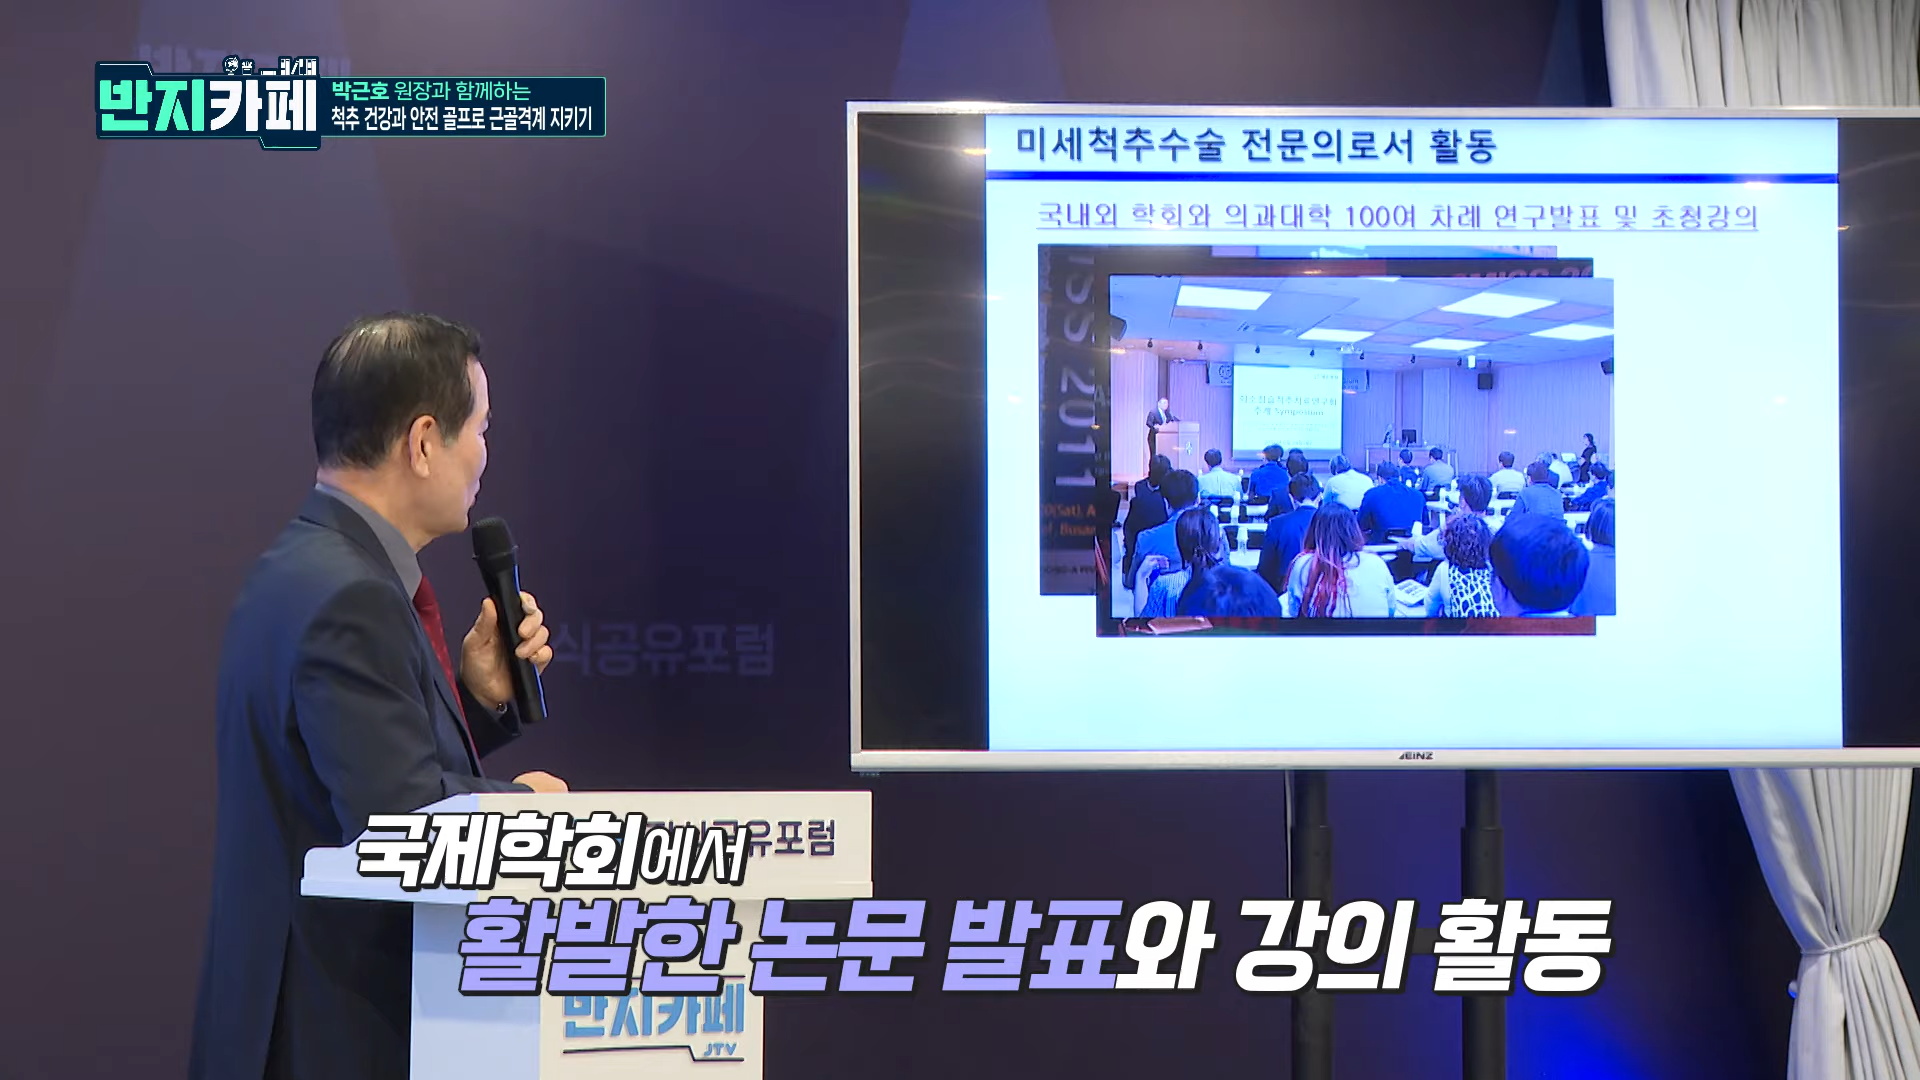 반지카페
박근호 원장과 함께하는
척추 건강과 안전 골프로 근골격계 지키기
미세척추수술 전문의로서 활동
국내외 학회와 의과대학 100여 차례 연구발표 및 초청강의
ISS 2011
0(Sat), A
Symposium
식공유포럼
유포럼
국제학회에서
활발한 논문 발표와 강의 활동
반지카페
JTV